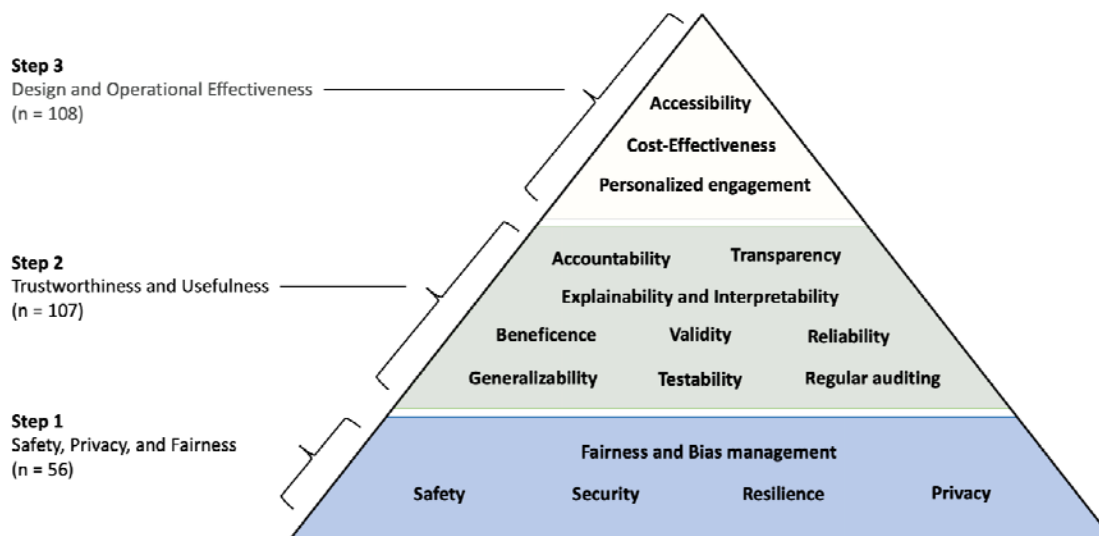 Step 3
Design and Operational Effectiveness
(n = 108)
Accessibility
Cost-Effectiveness
Personalized engagement
Step 2
Trustworthiness and Usefulness
(n = 107)
Accountability Transparency
Explainability and Interpretability
Beneficence Validity Reliability
Generalizability Testability Regular auditing
Step 1
Safety, Privacy, and Fairness
(n = 56)
Fairness and Bias management
Safety Security Resilience Privacy